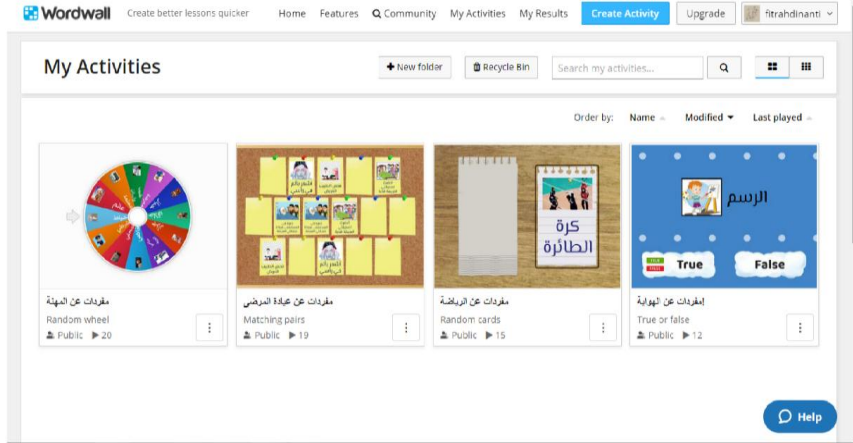 Wordwall
Create better lessons quicker
Home
Features
Community
My Activities
My Results
Create Activity
Upgrade
fitrahdinanti
My Activities
New folder
Recycle Bin
Search my activities...
Order by:
Name
Modified
Last played
كرة
الطائرة
الرسم
TRUE
FALSE
True
False
مفردات عن المهنة
Random wheel
Public
20
مفردات عن عيادة المرضى
Matching pairs
Public
19
مفردات عن الرياضة
Random cards
Public
15
إمفردات عن الهواية
True or false
Public
12
Help